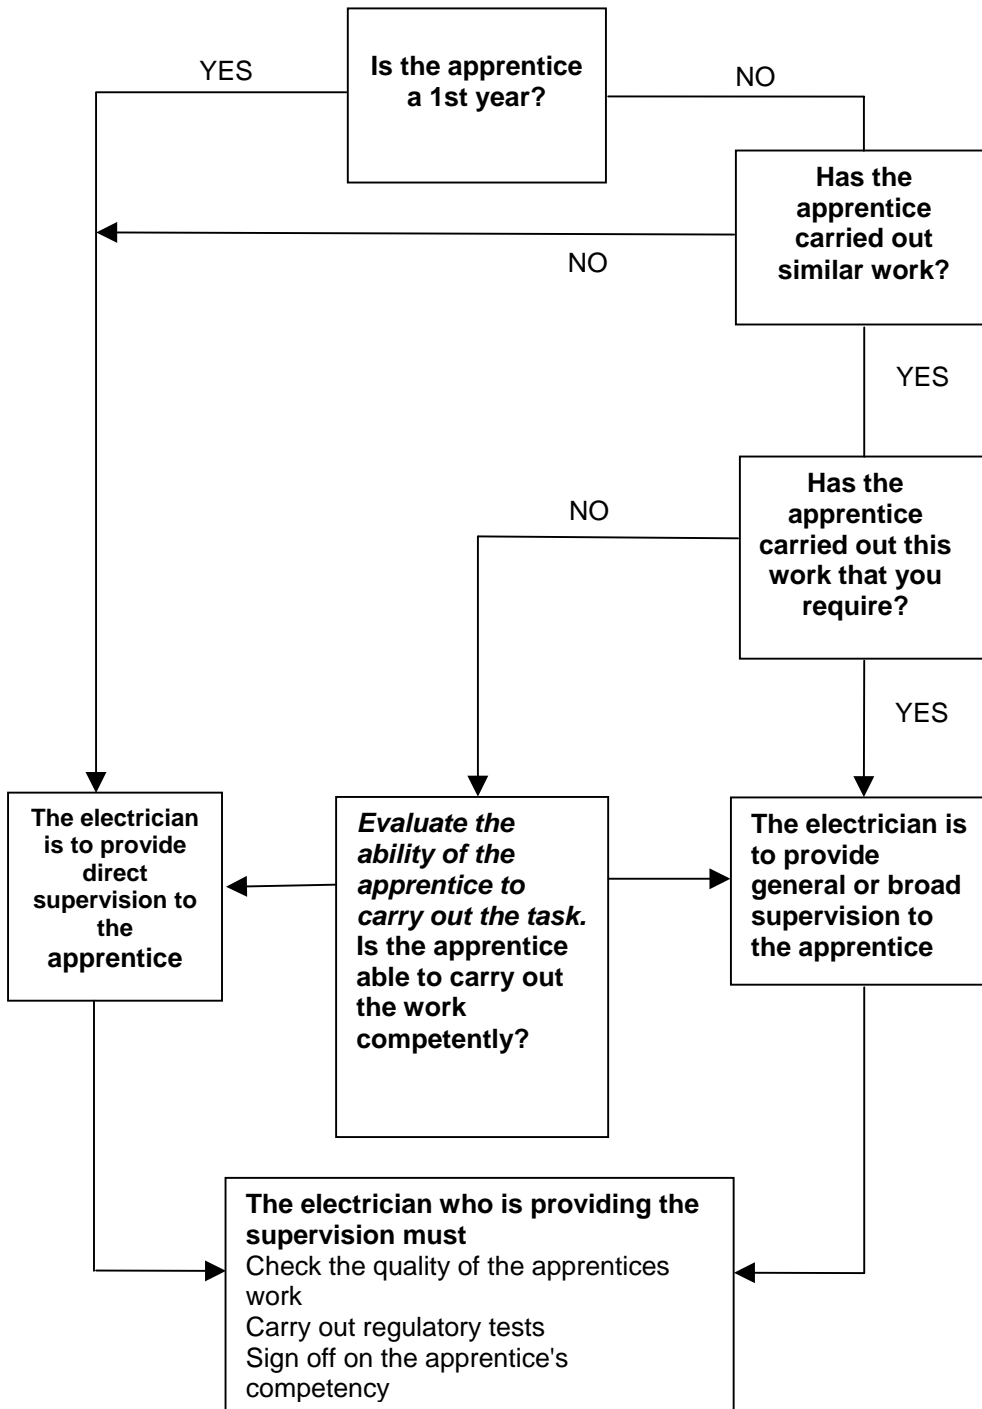 Is the apprentice
a 1st year?
YES
NO
Has the
apprentice
carried out
similar work?
NO
YES
Has the
apprentice
carried out this
work that you
require?
NO
YES
The electrician
is to provide
direct
supervision to
the
apprentice
Evaluate the
ability of the
apprentice to
carry out the task.
Is the apprentice
able to carry out
the work
competently?
The electrician is
to provide
general or broad
supervision to
the apprentice
The electrician who is providing the
supervision must
Check the quality of the apprentices
work
Carry out regulatory tests
Sign off on the apprentice's
competency